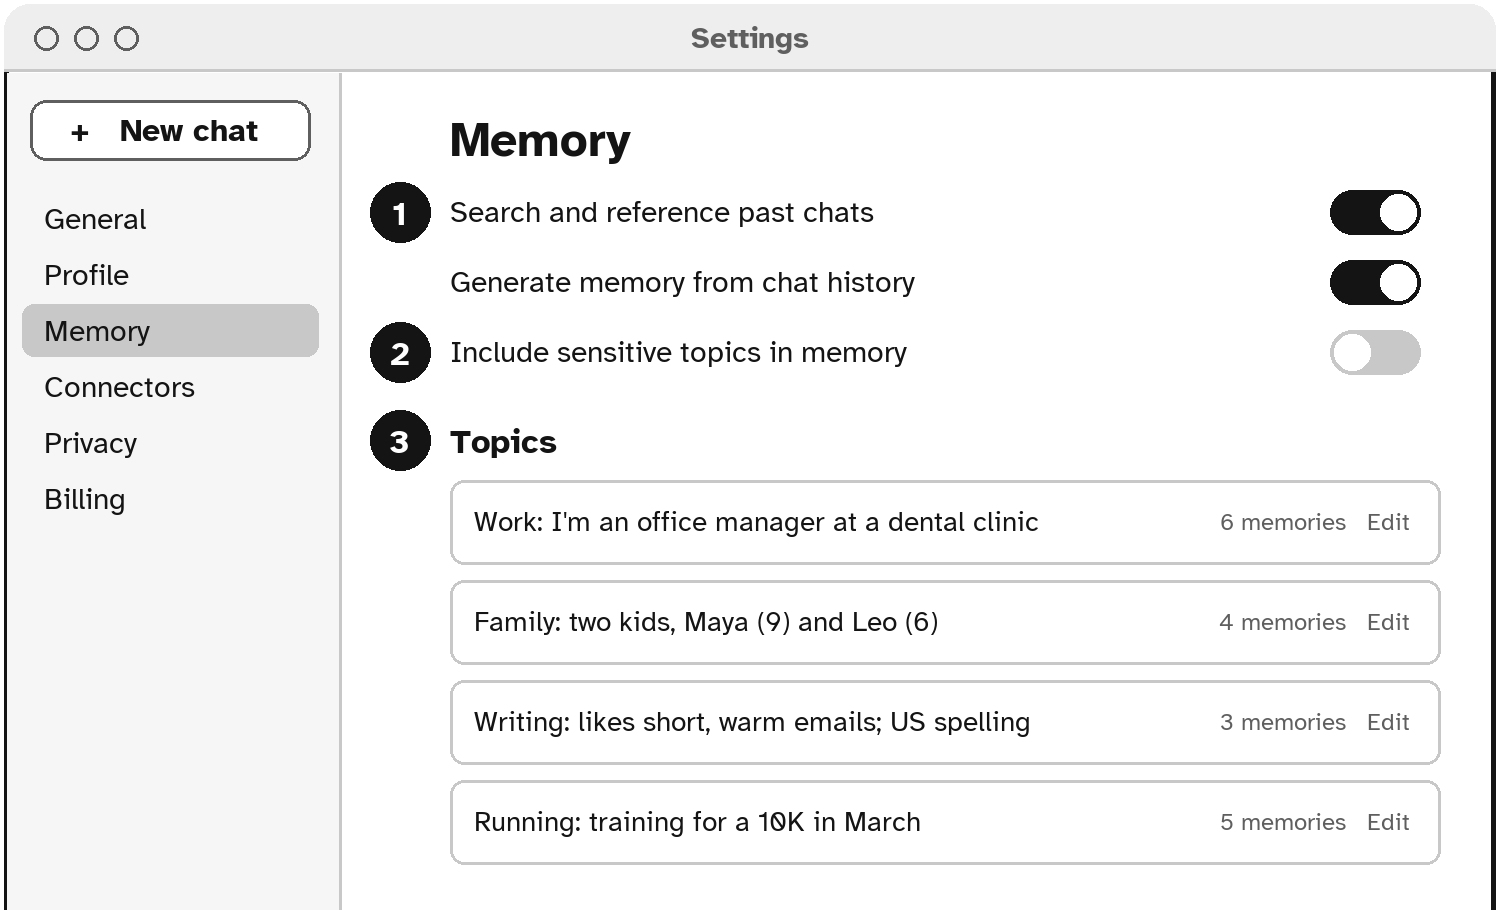 Settings
+ New chat
General
Profile
Memory
Connectors
Privacy
Billing
Memory
1 Search and reference past chats
Generate memory from chat history
2 Include sensitive topics in memory
3 Topics
Work: I'm an office manager at a dental clinic 6 memories Edit
Family: two kids, Maya (9) and Leo (6) 4 memories Edit
Writing: likes short, warm emails; US spelling 3 memories Edit
Running: training for a 10K in March 5 memories Edit